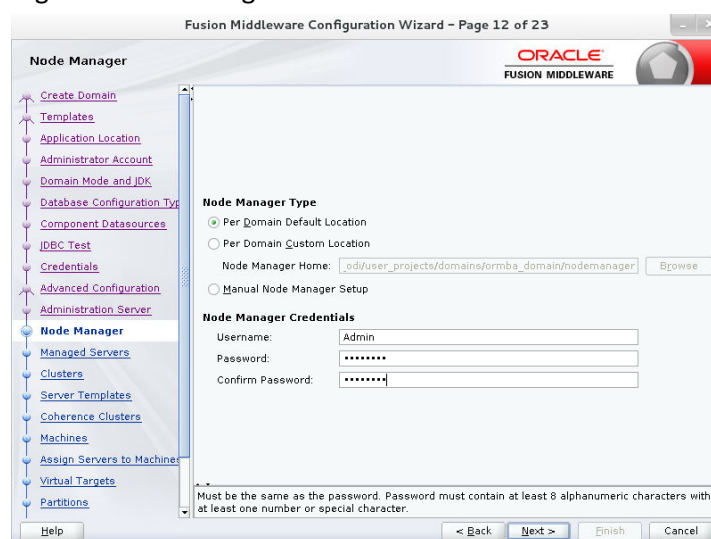 Fusion Middleware Configuration Wizard – Page 12 of 23
Node Manager
ORACLE
FUSION MIDDLEWARE
Create Domain
Templates
Application Location
Administrator Account
Domain Mode and JDK
Database Configuration Typ
Component Datasources
JDBC Test
Credentials
Advanced Configuration
Administration Server
Node Manager
Managed Servers
Clusters
Server Templates
Coherence Clusters
Machines
Assign Servers to Machines
Virtual Targets
Partitions
Node Manager Type
Per Domain Default Location
Per Domain Custom Location
Node Manager Home: _odi/user_projects/domains/ormba_domain/nodemanager Browse
Manual Node Manager Setup
Node Manager Credentials
Username: Admin
Password: ••••••••
Confirm Password: ••••••••
Must be the same as the password. Password must contain at least 8 alphanumeric characters with
at least one number or special character.
Help < Back Next > Finish Cancel